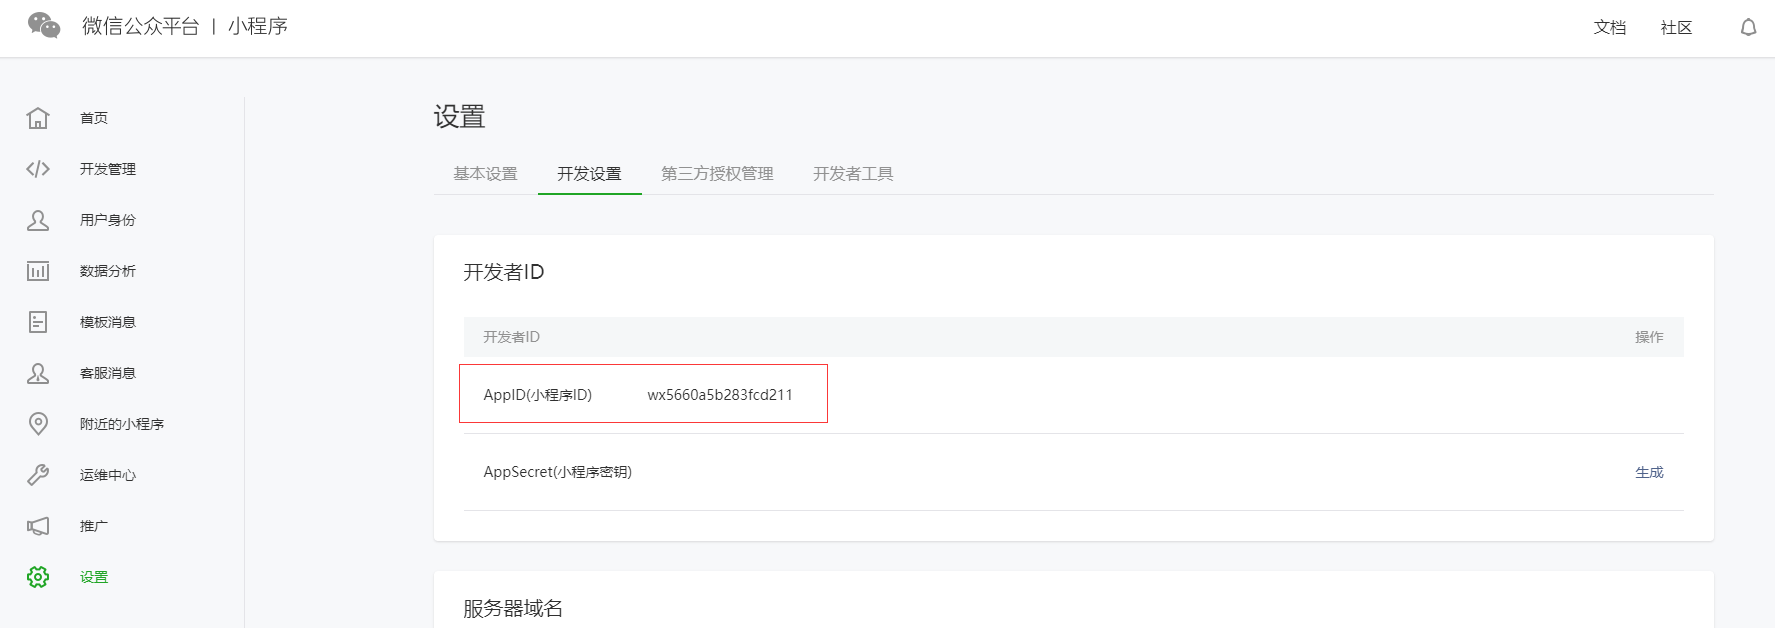 微信公众平台 | 小程序
文档 社区
首页
开发管理
用户身份
数据分析
模板消息
客服消息
附近的小程序
运维中心
推广
设置
设置
基本设置 开发设置 第三方授权管理 开发者工具
开发者ID
开发者ID 操作
AppID(小程序ID) wx5660a5b283fcd211
AppSecret(小程序密钥) 生成
服务器域名